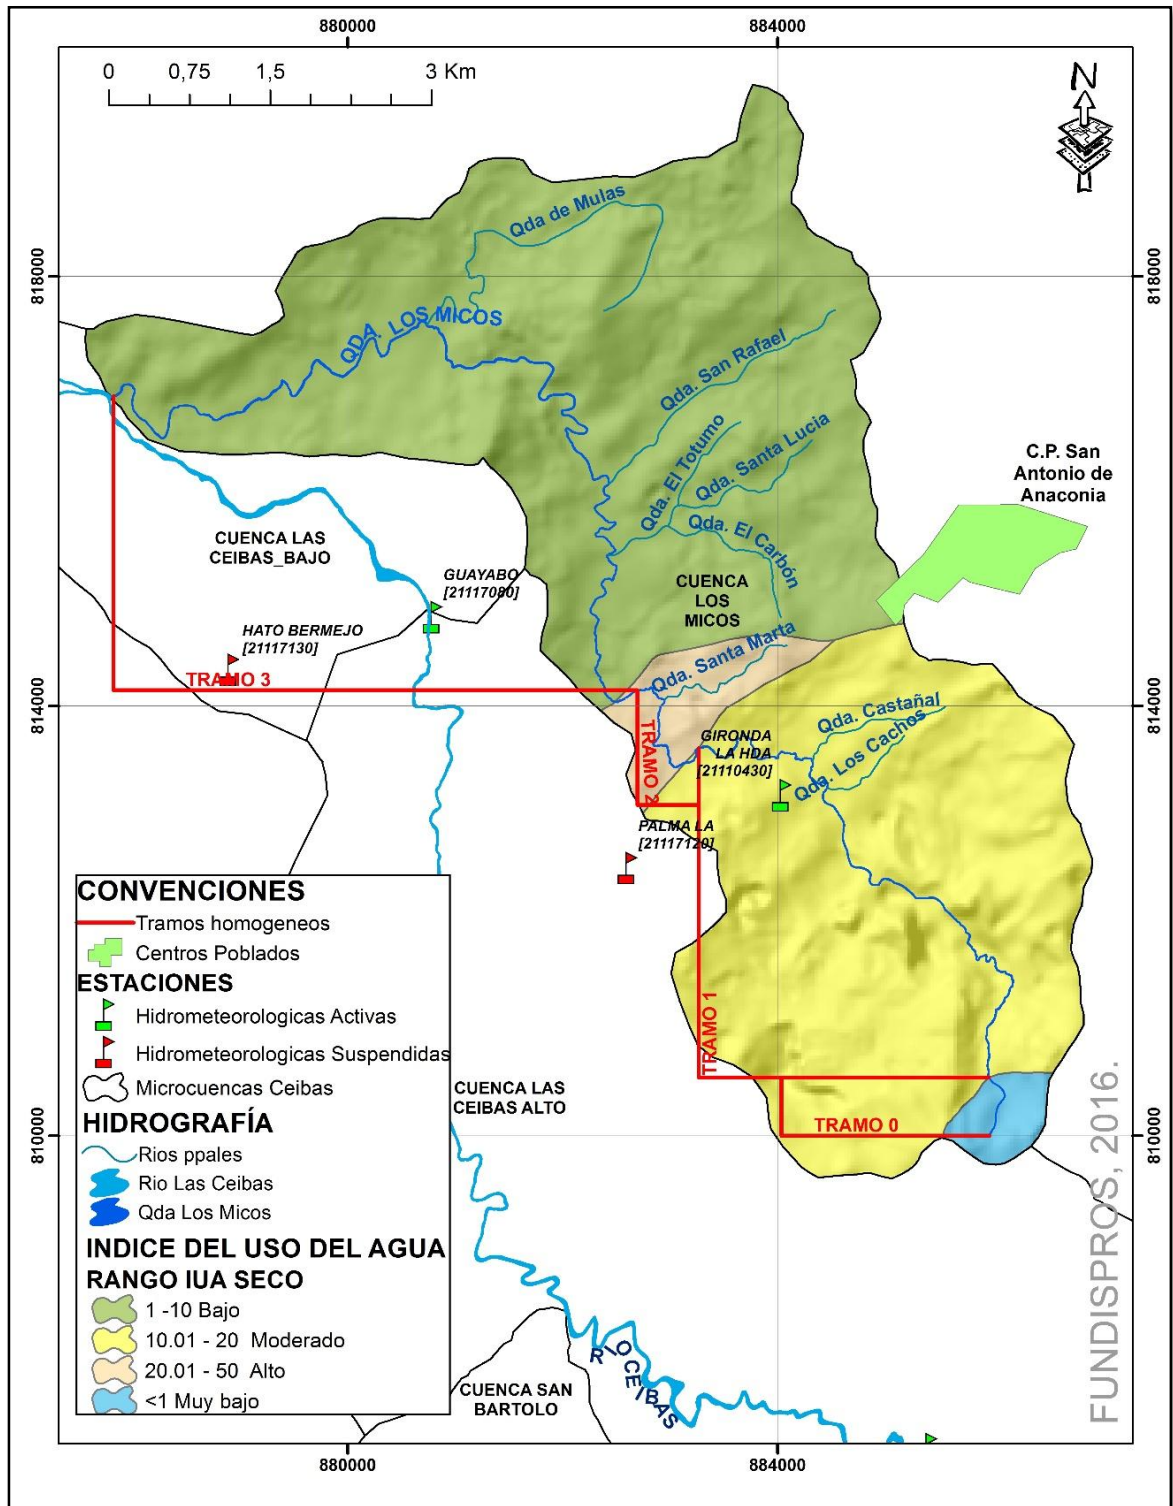 880000
884000
0 0,75 1,5 3 Km
N
818000
818000
Qda de Mulas
QDA. LOS MICOS
Qda. San Rafael
Qda. El Totumo
Qda. Santa Lucia
Qda. El Carbón
C.P. San
Antonio de
Anaconia
CUENCA LAS
CEIBAS_BAJO
CUENCA
LOS
MICOS
GUAYABO
[21117080]
HATO BERMEJO
[21117130]
Qda. Santa Marta
TRAMO 3
814000
814000
TRAMO 2
Qda. Castañal
Qda. Los Cachos
GIRONDA
LA HDA
[21110430]
PALMA LA
[21117120]
TRAMO 1
TRAMO 0
CONVENCIONES
Tramos homogeneos
Centros Poblados
ESTACIONES
Hidrometeorologicas Activas
Hidrometeorologicas Suspendidas
Microcuencas Ceibas
HIDROGRAFÍA
Rios ppales
Rio Las Ceibas
Qda Los Micos
INDICE DEL USO DEL AGUA
RANGO IUA SECO
1 -10 Bajo
10.01 - 20 Moderado
20.01 - 50 Alto
<1 Muy bajo
CUENCA LAS
CEIBAS ALTO
810000
810000
RIO CEIBAS
CUENCA SAN
BARTOLO
FUNDISPROS, 2016.
880000
884000